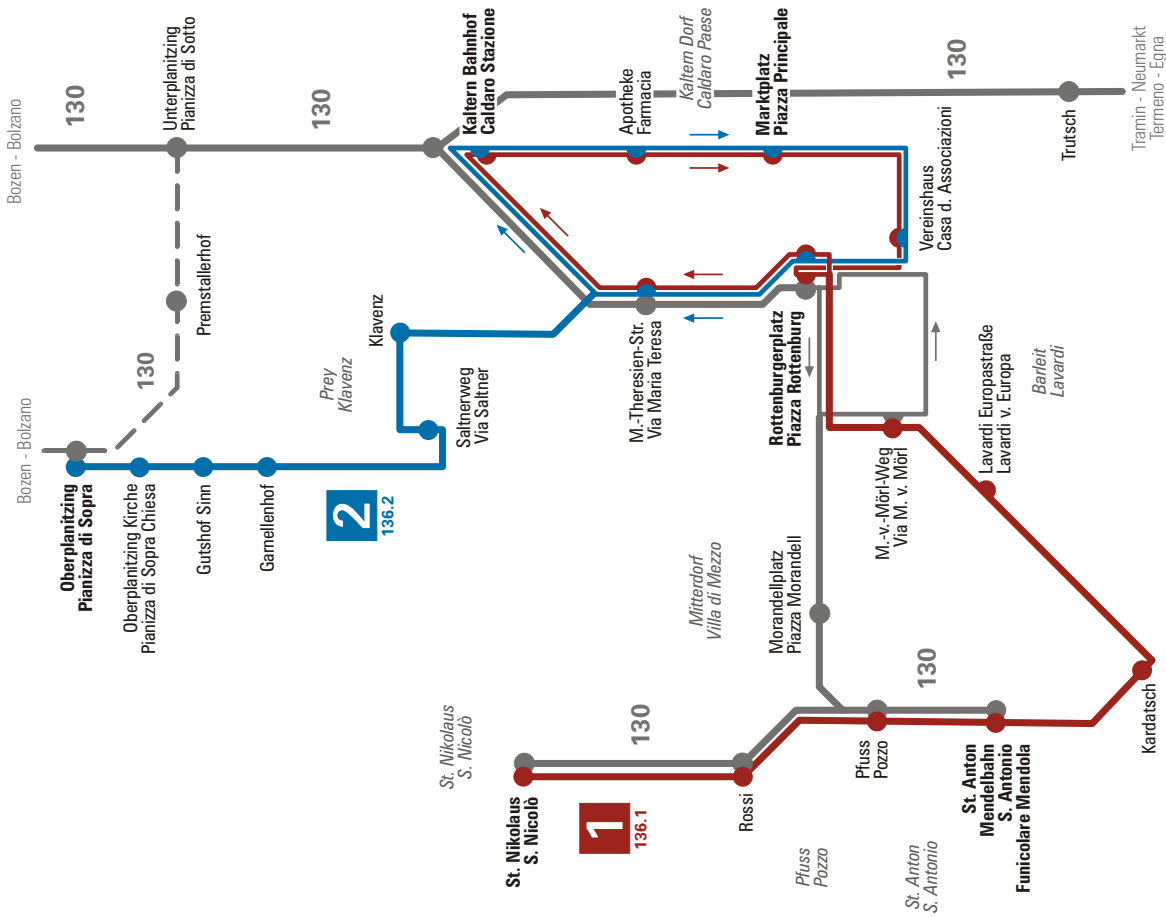 Bozen - Bolzano
130
Unterplanitzing
Pianizza di Sotto
130
Kaltern Bahnhof
Caldaro Stazione
Apotheke
Farmacia
Kaltern Dorf
Caldaro Paese
Marktplatz
Piazza Principale
130
Trutsch
Tramin - Neumarkt
Termeno - Egna
Vereinshaus
Casa d. Associazioni
Bozen - Bolzano
Premstallerhof
130
Klavenz
Prey
Klavenz
Saltnerweg
Via Saltner
M.-Theresien-Str.
Via Maria Teresa
Rottenburgerplatz
Piazza Rottenburg
Barleit
Lavardi
Lavardi Europastraße
Lavardi v. Europa
M.-v.-Mörl-Weg
Via M. v. Mörl
Oberplanitzing
Pianizza di Sopra
Oberplanitzing Kirche
Pianizza di Sopra Chiesa
Gutshof Sinn
Garnellenhof
2
136.2
Mitterdorf
Villa di Mezzo
Morandellplatz
Piazza Morandell
130
Kardatsch
St. Nikolaus
S. Nicolò
130
St. Nikolaus
S. Nicolò
1
136.1
Rossi
Pfuss
Pozzo
St. Anton
Mendelbahn
S. Antonio
Funicolare Mendola
Pfuss
Pozzo
St. Anton
S. Antonio